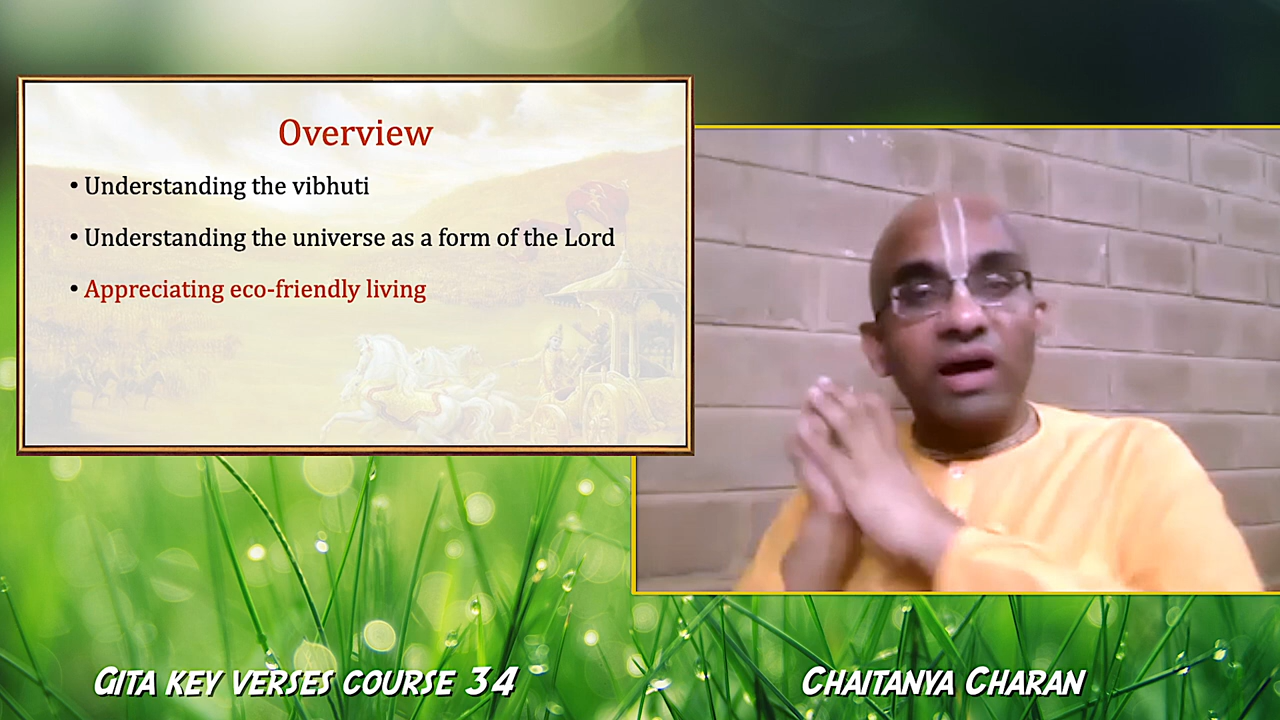 Overview
• Understanding the vibhuti
• Understanding the universe as a form of the Lord
• Appreciating eco-friendly living
GITA KEY VERSES COURSE 34
CHAITANYA CHARAN